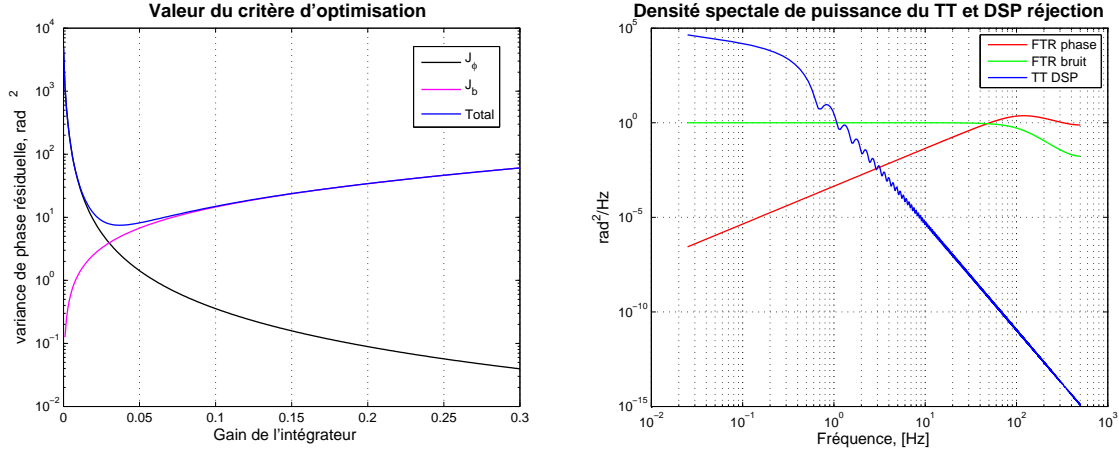 Valeur du critère d'optimisation
variance de phase résiduelle, rad 2
10^4
10^3
10^2
10^1
10^0
10^−1
10^−2
J_ϕ
J_b
Total
0 0.05 0.1 0.15 0.2 0.25 0.3
Gain de l'intégrateur
Densité spectale de puissance du TT et DSP réjection
rad^2/Hz
10^5
10^0
10^−5
10^−10
10^−15
FTR phase
FTR bruit
TT DSP
10^−2 10^−1 10^0 10^1 10^2 10^3
Fréquence, [Hz]